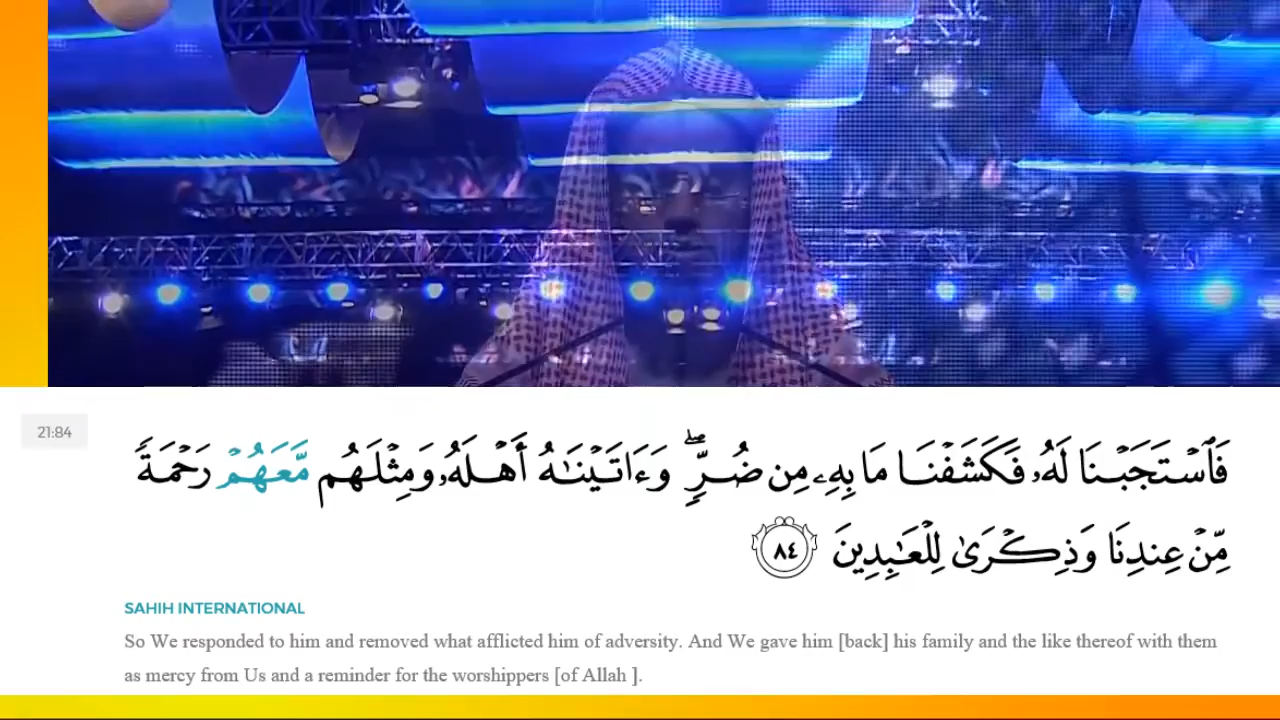 21:84
فَٱسْتَجَبْنَا لَهُۥ فَكَشَفْنَا مَا بِهِۦ مِن ضُرٍّۢ ۖ وَءَاتَيْنَـٰهُ أَهْلَهُۥ وَمِثْلَهُم مَّعَهُمْ رَحْمَةًۭ
مِّنْ عِندِنَا وَذِكْرَىٰ لِلْعَـٰبِدِينَ ٨٤
SAHIH INTERNATIONAL
So We responded to him and removed what afflicted him of adversity. And We gave him [back] his family and the like thereof with them
as mercy from Us and a reminder for the worshippers [of Allah ].